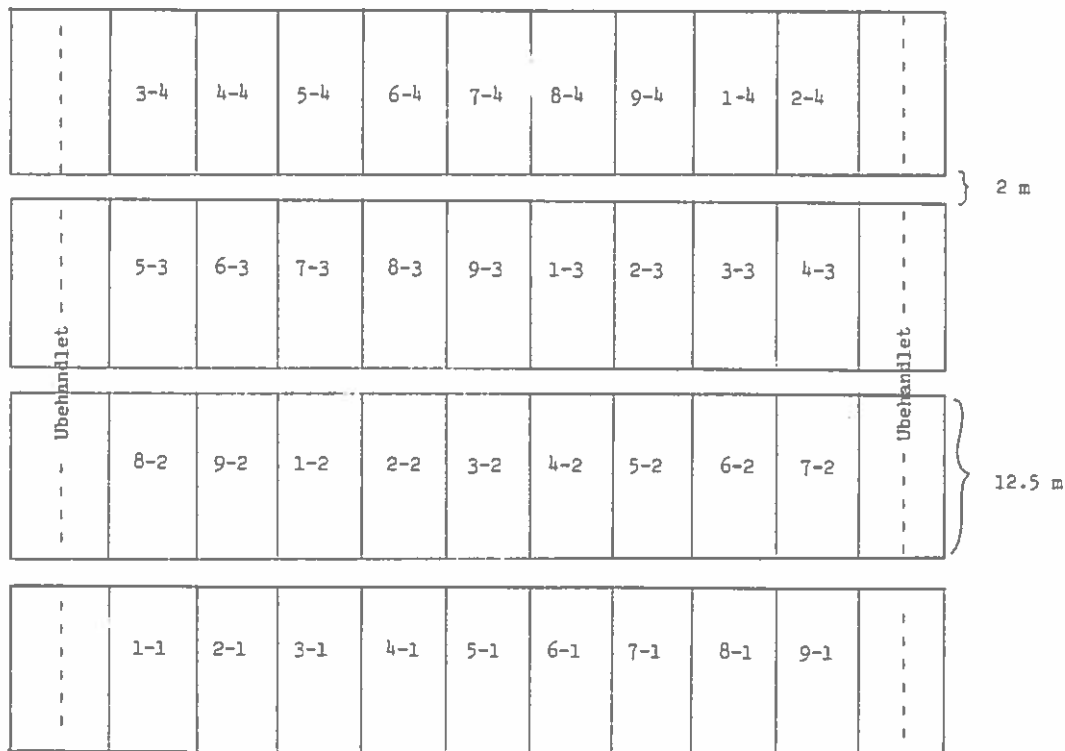 3-4 4-4 5-4 6-4 7-4 8-4 9-4 1-4 2-4
2 m
5-3 6-3 7-3 8-3 9-3 1-3 2-3 3-3 4-3
Ubehandlet
Ubehandlet
8-2 9-2 1-2 2-2 3-2 4-2 5-2 6-2 7-2
12.5 m
1-1 2-1 3-1 4-1 5-1 6-1 7-1 8-1 9-1